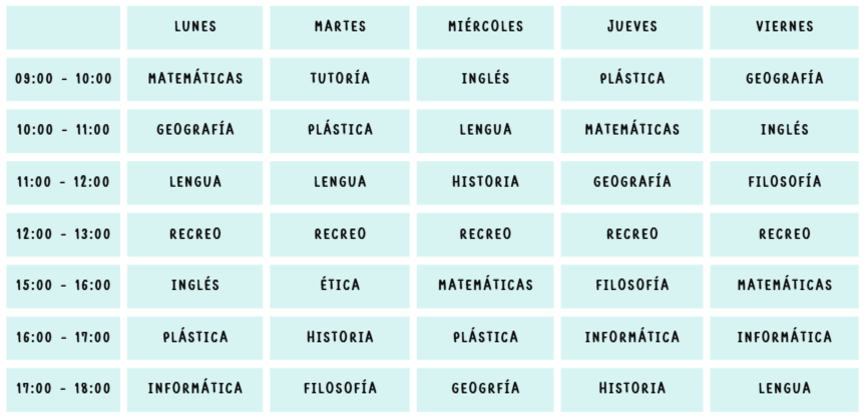 LUNES MARTES MIÉRCOLES JUEVES VIERNES
09:00 - 10:00 MATEMÁTICAS TUTORÍA INGLÉS PLÁSTICA GEOGRAFÍA
10:00 - 11:00 GEOGRAFÍA PLÁSTICA LENGUA MATEMÁTICAS INGLÉS
11:00 - 12:00 LENGUA LENGUA HISTORIA GEOGRAFÍA FILOSOFÍA
12:00 - 13:00 RECREO RECREO RECREO RECREO RECREO
15:00 - 16:00 INGLÉS ÉTICA MATEMÁTICAS FILOSOFÍA MATEMÁTICAS
16:00 - 17:00 PLÁSTICA HISTORIA PLÁSTICA INFORMÁTICA INFORMÁTICA
17:00 - 18:00 INFORMÁTICA FILOSOFÍA GEOGRFÍA HISTORIA LENGUA